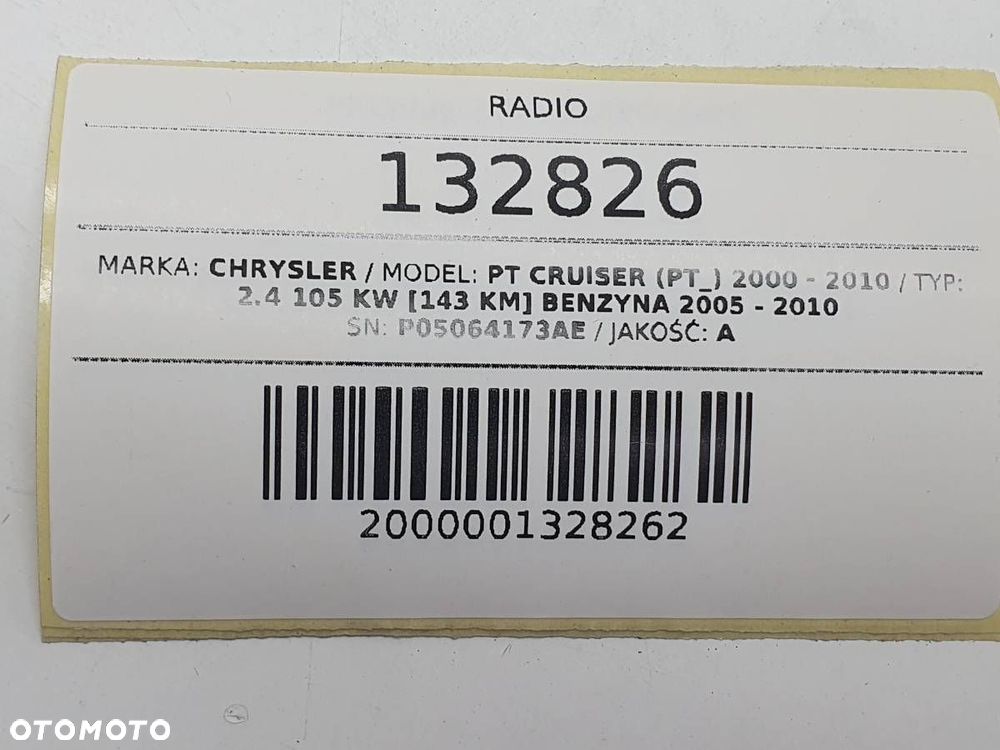 RADIO
132826
MARKA: CHRYSLER / MODEL: PT CRUISER (PT_) 2000 - 2010 / TYP:
2.4 105 KW [143 KM] BENZYNA 2005 - 2010
SN: P05064173AE / JAKOŚĆ: A
2000001328262
OTOMOTO